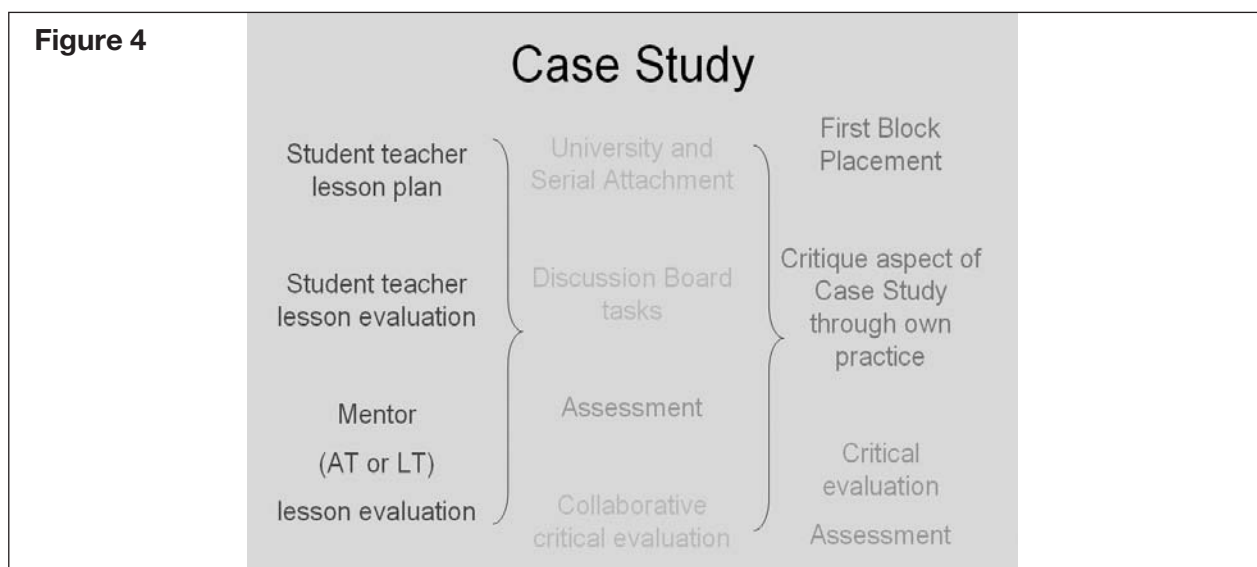 Figure 4
Case Study
Student teacher
lesson plan
Student teacher
lesson evaluation
Mentor
(AT or LT)
lesson evaluation
University and
Serial Attachment
Discussion Board
tasks
Assessment
Collaborative
critical evaluation
First Block
Placement
Critique aspect of
Case Study
through own
practice
Critical
evaluation
Assessment